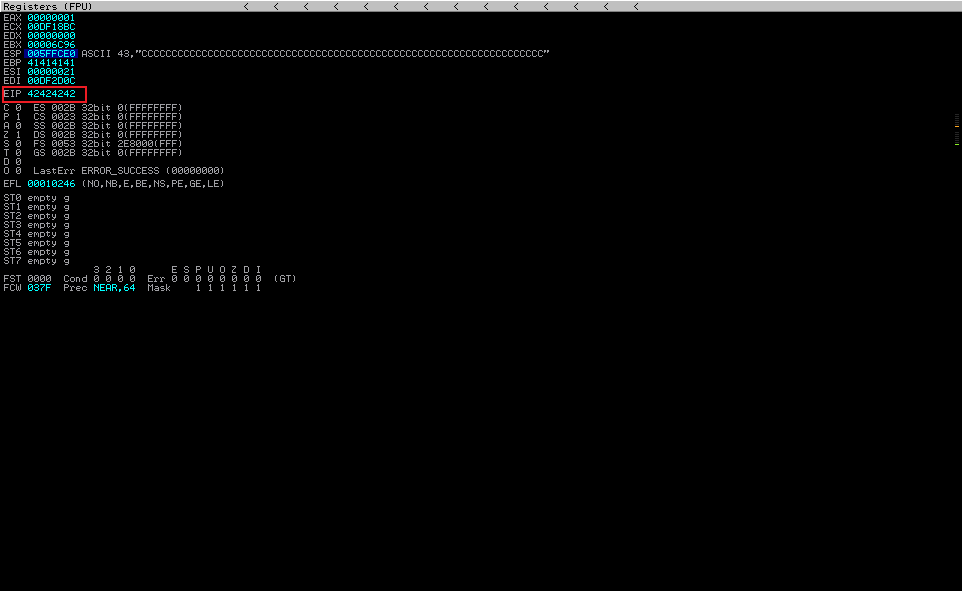 Registers (FPU) < < < < < < < < < < < < < <
EAX 00000001
ECX 00DF18BC
EDX 00000000
EBX 00006C96
ESP 005FFCE0 ASCII 43,"CCCCCCCCCCCCCCCCCCCCCCCCCCCCCCCCCCCCCCCCCCCCCCCCCCCCCCCCCCCCCCCCCCC"
EBP 41414141
ESI 00000021
EDI 00DF2D0C
EIP 42424242
C 0 ES 002B 32bit 0(FFFFFFFF)
P 1 CS 0023 32bit 0(FFFFFFFF)
A 0 SS 002B 32bit 0(FFFFFFFF)
Z 1 DS 002B 32bit 0(FFFFFFFF)
S 0 FS 0053 32bit 2E8000(FFF)
T 0 GS 002B 32bit 0(FFFFFFFF)
D 0
O 0 LastErr ERROR_SUCCESS (00000000)
EFL 00010246 (NO,NB,E,BE,NS,PE,GE,LE)
ST0 empty g
ST1 empty g
ST2 empty g
ST3 empty g
ST4 empty g
ST5 empty g
ST6 empty g
ST7 empty g
3 2 1 0 E S P U O Z D I
FST 0000 Cond 0 0 0 0 Err 0 0 0 0 0 0 0 0 (GT)
FCW 037F Prec NEAR,64 Mask 1 1 1 1 1 1